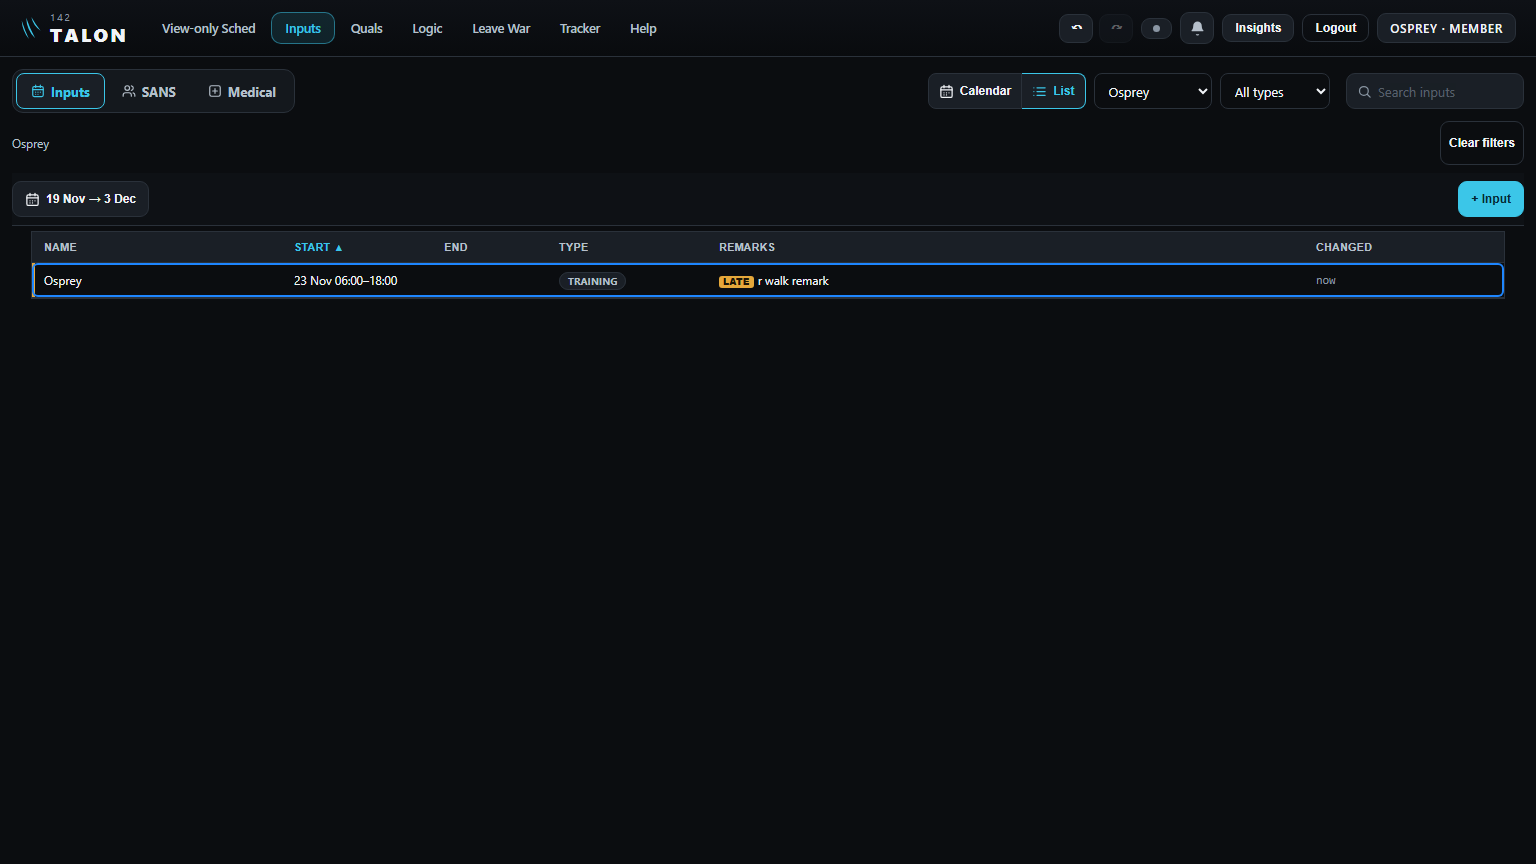 142
TALON
View-only Sched
Inputs
Quals
Logic
Leave War
Tracker
Help
Insights
Logout
OSPREY · MEMBER
Inputs
SANS
Medical
Calendar
List
Osprey
All types
Search inputs
Osprey
Clear filters
19 Nov → 3 Dec
+ Input
NAME START ▲ END TYPE REMARKS CHANGED
Osprey 23 Nov 06:00–18:00 TRAINING LATE r walk remark now